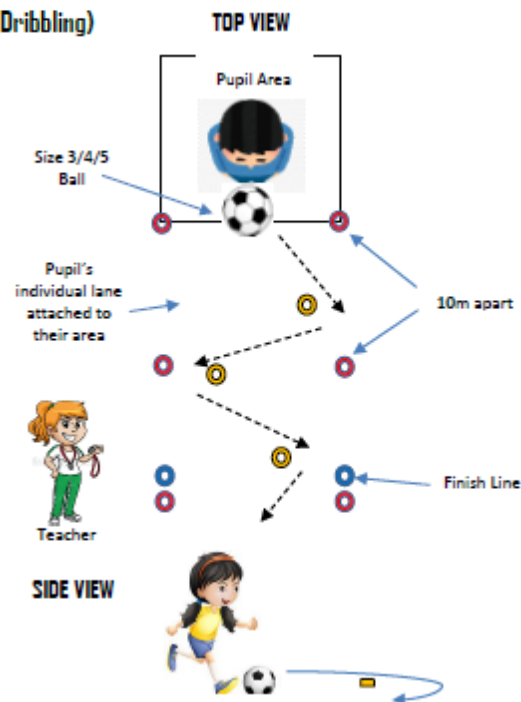 Dribbling)
TOP VIEW
Pupil Area
Size 3/4/5
Ball
Pupil's
individual lane
attached to
their area
10m apart
Finish Line
Teacher
SIDE VIEW